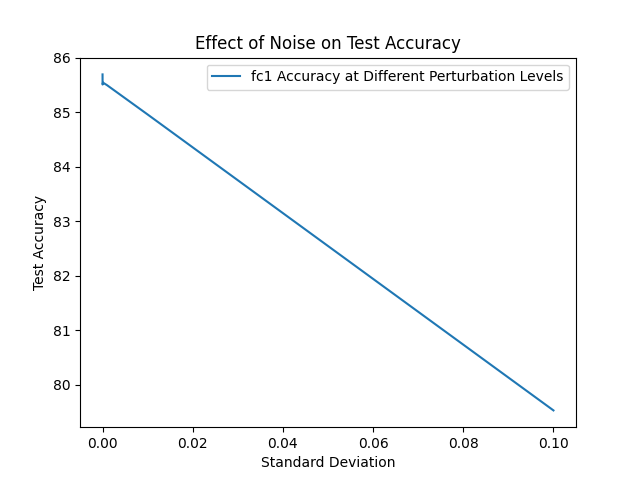 Effect of Noise on Test Accuracy
fc1 Accuracy at Different Perturbation Levels
86
85
84
83
82
81
80
Test Accuracy
0.00 0.02 0.04 0.06 0.08 0.10
Standard Deviation